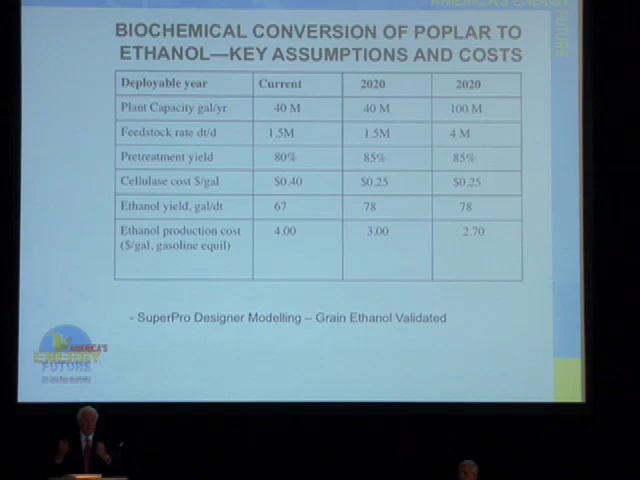 AMERICA'S ENERGY
FUTURE
BIOCHEMICAL CONVERSION OF POPLAR TO
ETHANOL—KEY ASSUMPTIONS AND COSTS
Deployable year Current 2020 2020
Plant Capacity gal/yr 40 M 40 M 100 M
Feedstock rate dt/d 1.5M 1.5M 4 M
Pretreatment yield 80% 85% 85%
Cellulase cost $/gal $0.40 $0.25 $0.25
Ethanol yield, gal/dt 67 78 78
Ethanol production cost 4.00 3.00 2.70
($/gal, gasoline equil)
- SuperPro Designer Modelling – Grain Ethanol Validated
AMERICA'S
ENERGY
FUTURE